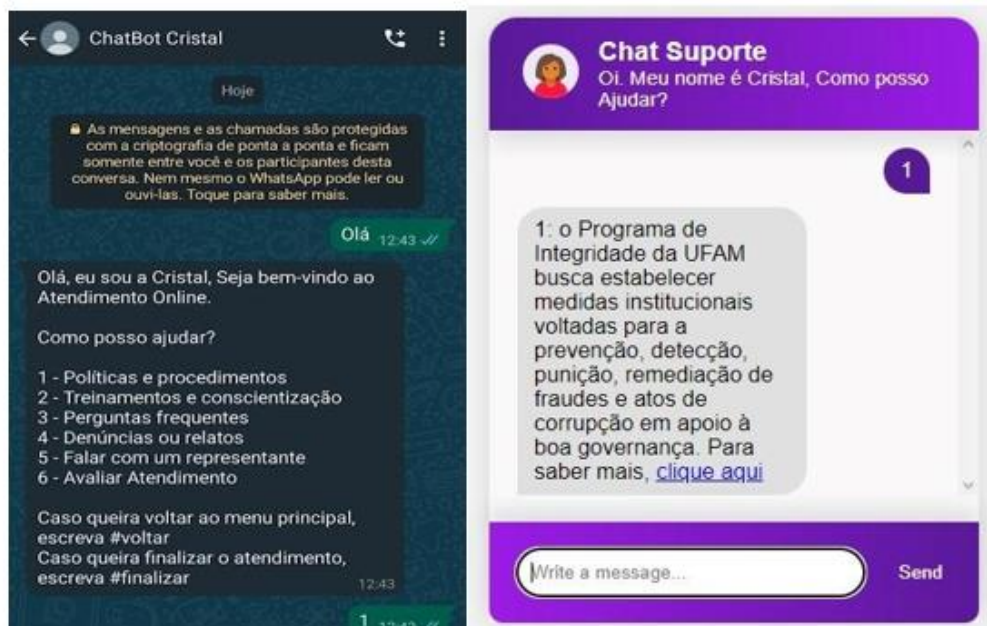 ChatBot Cristal
Hoje
As mensagens e as chamadas são protegidas
com a criptografia de ponta a ponta e ficam
somente entre você e os participantes desta
conversa. Nem mesmo o WhatsApp pode ler ou
ouvi-las. Toque para saber mais.
Olá 12:43
Olá, eu sou a Cristal, Seja bem-vindo ao
Atendimento Online.
Como posso ajudar?
1 - Políticas e procedimentos
2 - Treinamentos e conscientização
3 - Perguntas frequentes
4 - Denúncias ou relatos
5 - Falar com um representante
6 - Avaliar Atendimento
Caso queira voltar ao menu principal,
escreva #voltar
Caso queira finalizar o atendimento,
escreva #finalizar
12:43
1 12:43
Chat Suporte
Oi. Meu nome é Cristal, Como posso
Ajudar?
1
1: o Programa de
Integridade da UFAM
busca estabelecer
medidas institucionais
voltadas para a
prevenção, detecção,
punição, remediação de
fraudes e atos de
corrupção em apoio à
boa governança. Para
saber mais, clique aqui
Write a message...
Send